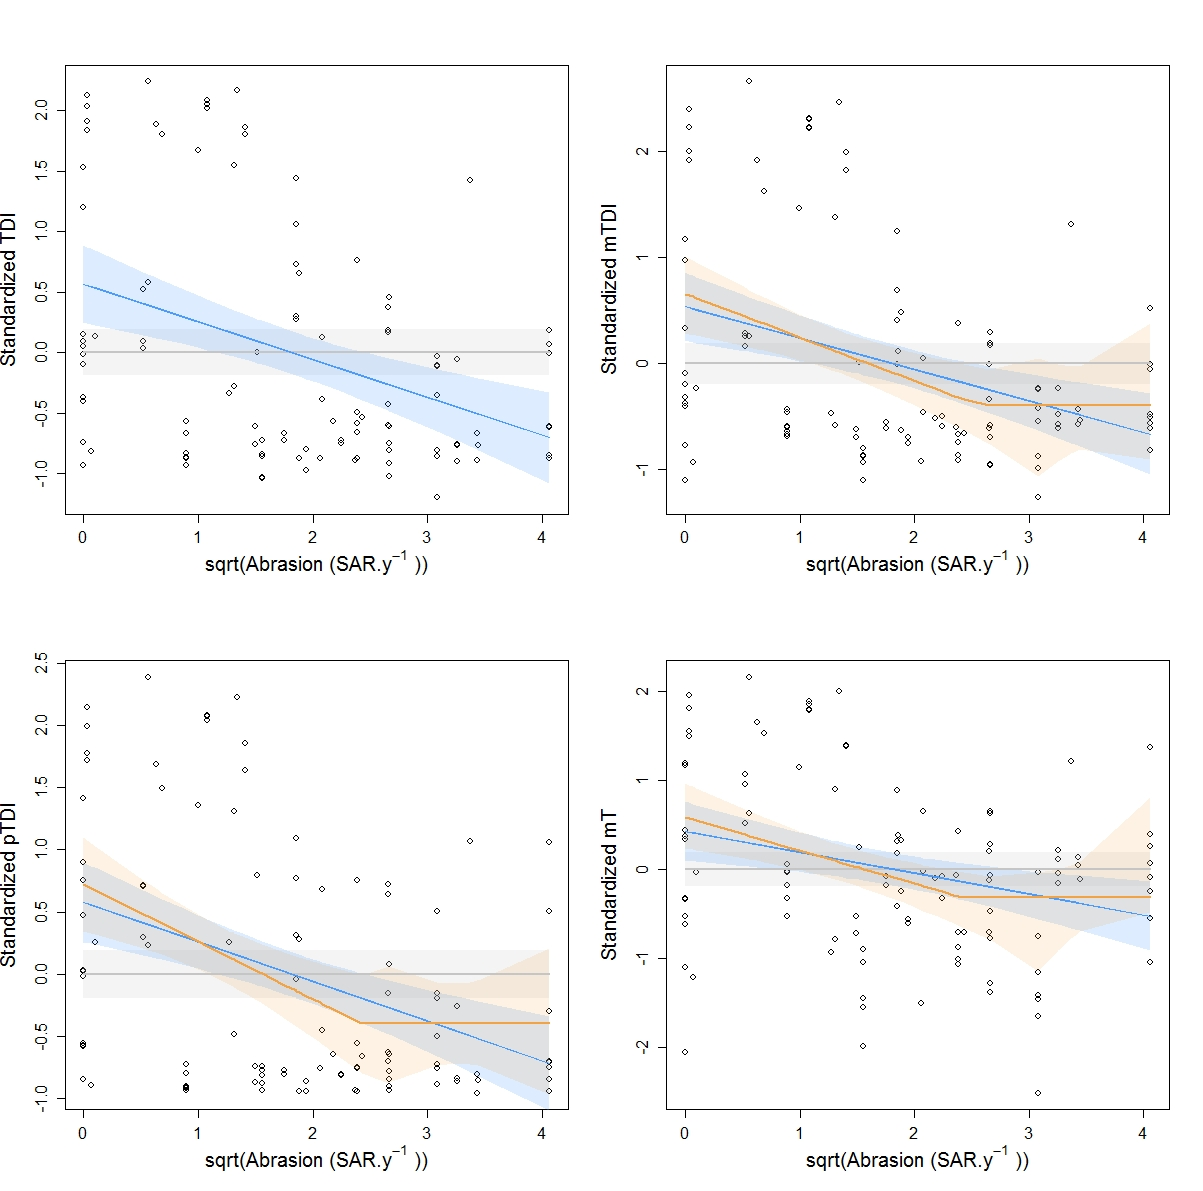 Standardized TDI
2.0
1.5
1.0
0.5
0.0
-0.5
-1.0
0 1 2 3 4
sqrt(Abrasion (SAR.y⁻¹ ))
Standardized mTDI
2
1
0
-1
0 1 2 3 4
sqrt(Abrasion (SAR.y⁻¹ ))
Standardized pTDI
2.5
2.0
1.5
1.0
0.5
0.0
-0.5
-1.0
0 1 2 3 4
sqrt(Abrasion (SAR.y⁻¹ ))
Standardized mT
2
1
0
-1
-2
0 1 2 3 4
sqrt(Abrasion (SAR.y⁻¹ ))